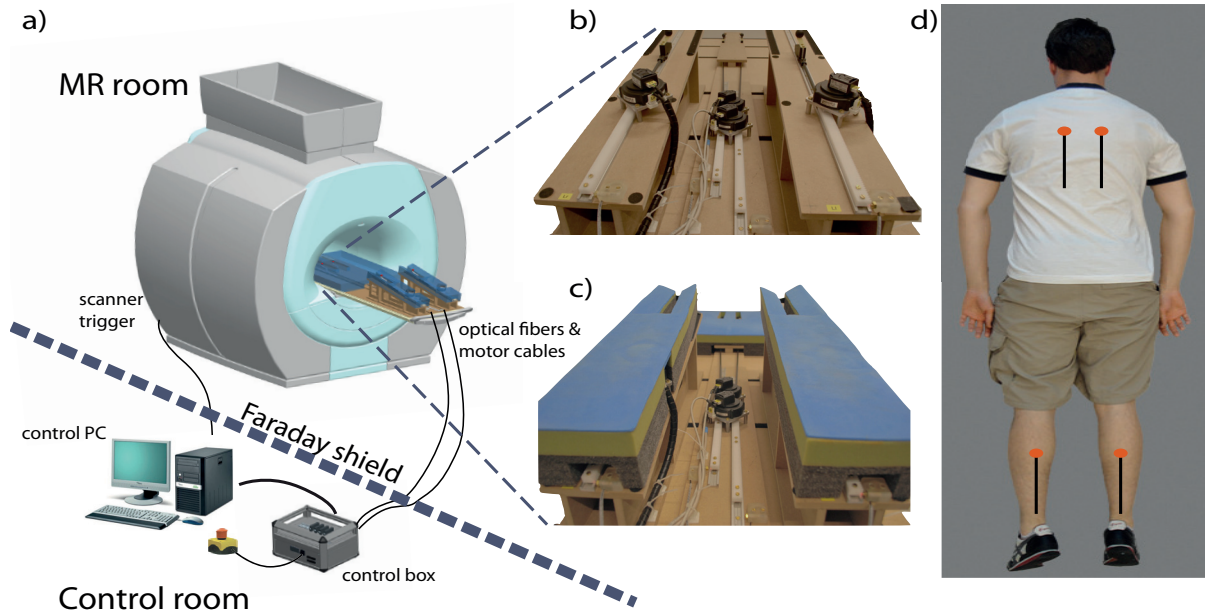 a)
MR room
scanner
trigger
optical fibers &
motor cables
Faraday shield
control PC
control box
Control room
b)
c)
d)